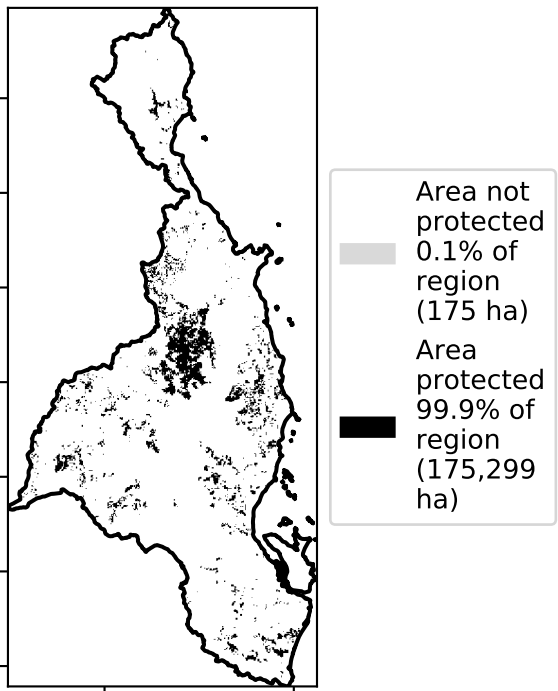 Area not
protected
0.1% of
region
(175 ha)
Area
protected
99.9% of
region
(175,299
ha)